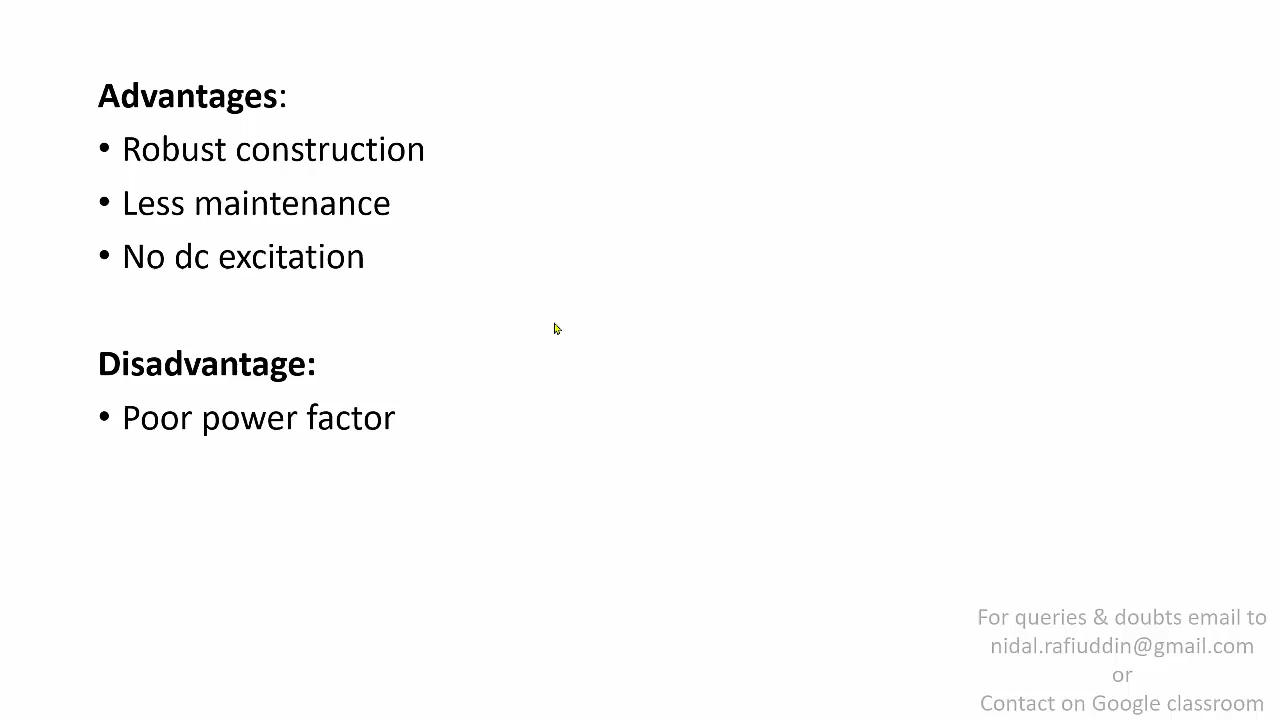 Advantages:
• Robust construction
• Less maintenance
• No dc excitation
Disadvantage:
• Poor power factor
For queries & doubts email to
nidal.rafiuddin@gmail.com
or
Contact on Google classroom